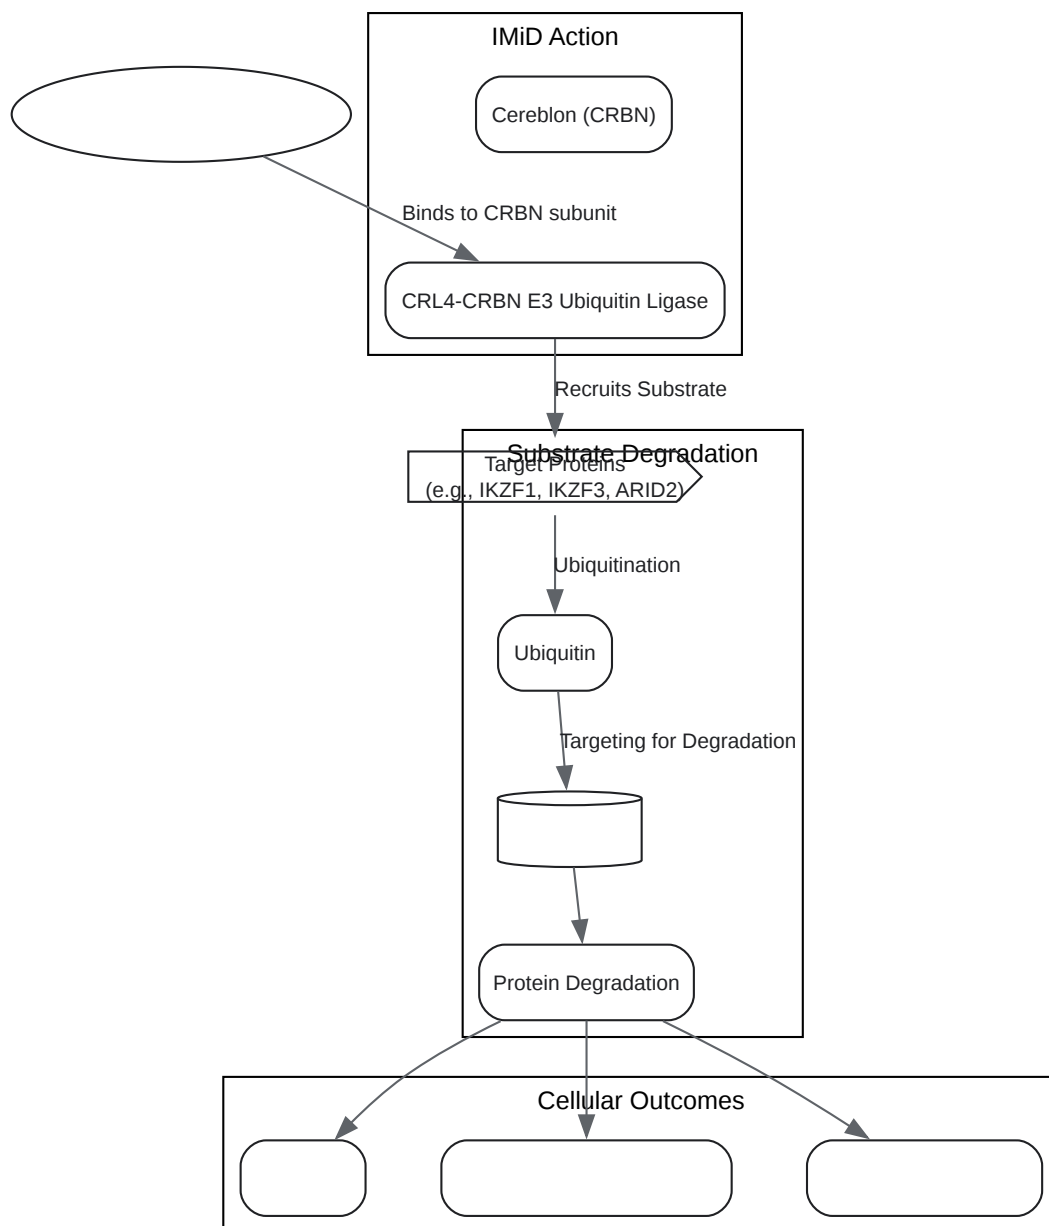 IMiD Action
Cereblon (CRBN)
Binds to CRBN subunit
CRL4-CRBN E3 Ubiquitin Ligase
Recruits Substrate
Substrate Degradation
Target Proteins
(e.g., IKZF1, IKZF3, ARID2)
Ubiquitination
Ubiquitin
Targeting for Degradation
Protein Degradation
Cellular Outcomes